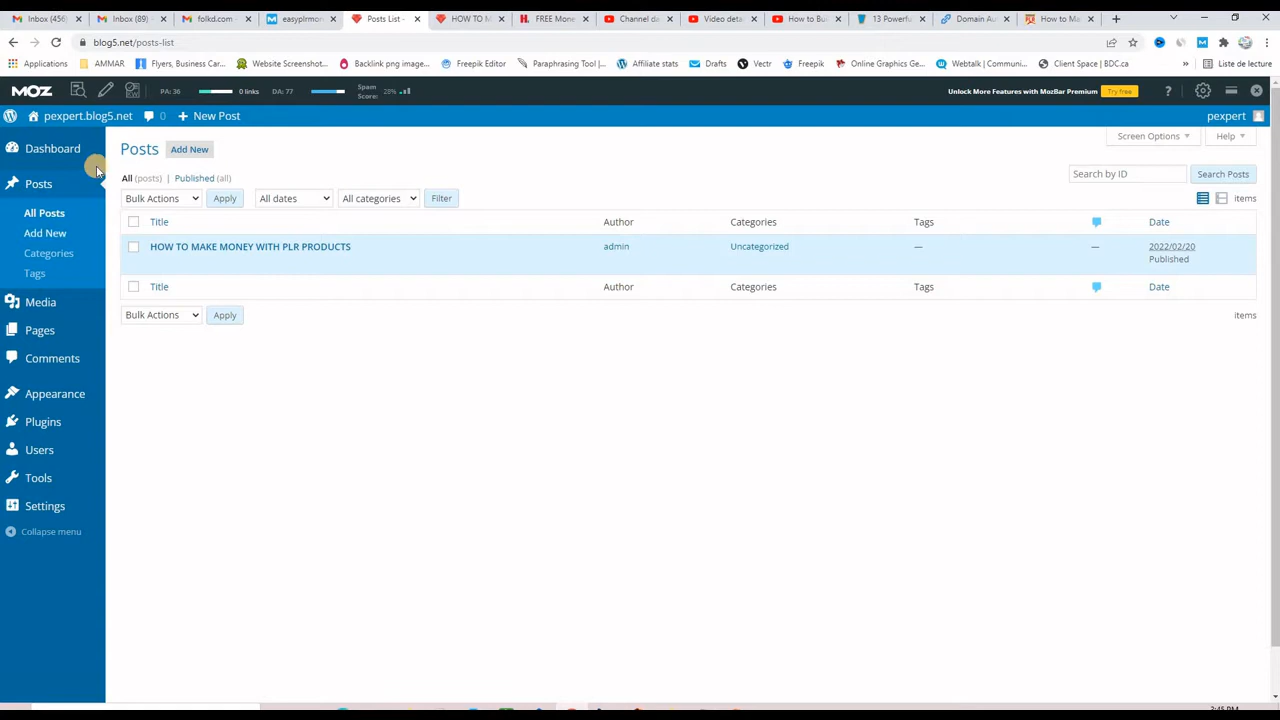 Inbox (456)
Inbox (89)
folkd.com -
easyplrmon
Posts List -
HOW TO M
FREE Mone
Channel da
Video deta
How to Bu
13 Powerfu
Domain Au
How to Ma
blog5.net/posts-list
Applications
AMMAR
Flyers, Business Car...
Website Screenshot...
Backlink png image...
Freepik Editor
Paraphrasing Tool |...
Affiliate stats
Drafts
Vectr
Freepik
Online Graphics Ge...
Webtalk | Communi...
Client Space | BDC.ca
Liste de lecture
MOZ
PA: 36
0 links
DA: 77
Spam Score: 28%
Unlock More Features with MozBar Premium
Try free
pexpert.blog5.net
0
New Post
pexpert
Dashboard
Posts
All Posts
Add New
Categories
Tags
Media
Pages
Comments
Appearance
Plugins
Users
Tools
Settings
Collapse menu
Posts
Add New
Screen Options
Help
All (posts) | Published (all)
Search by ID
Search Posts
Bulk Actions
Apply
All dates
All categories
Filter
items
Title
Author
Categories
Tags
Date
HOW TO MAKE MONEY WITH PLR PRODUCTS
admin
Uncategorized
—
—
2022/02/20
Published
Title
Author
Categories
Tags
Date
Bulk Actions
Apply
items